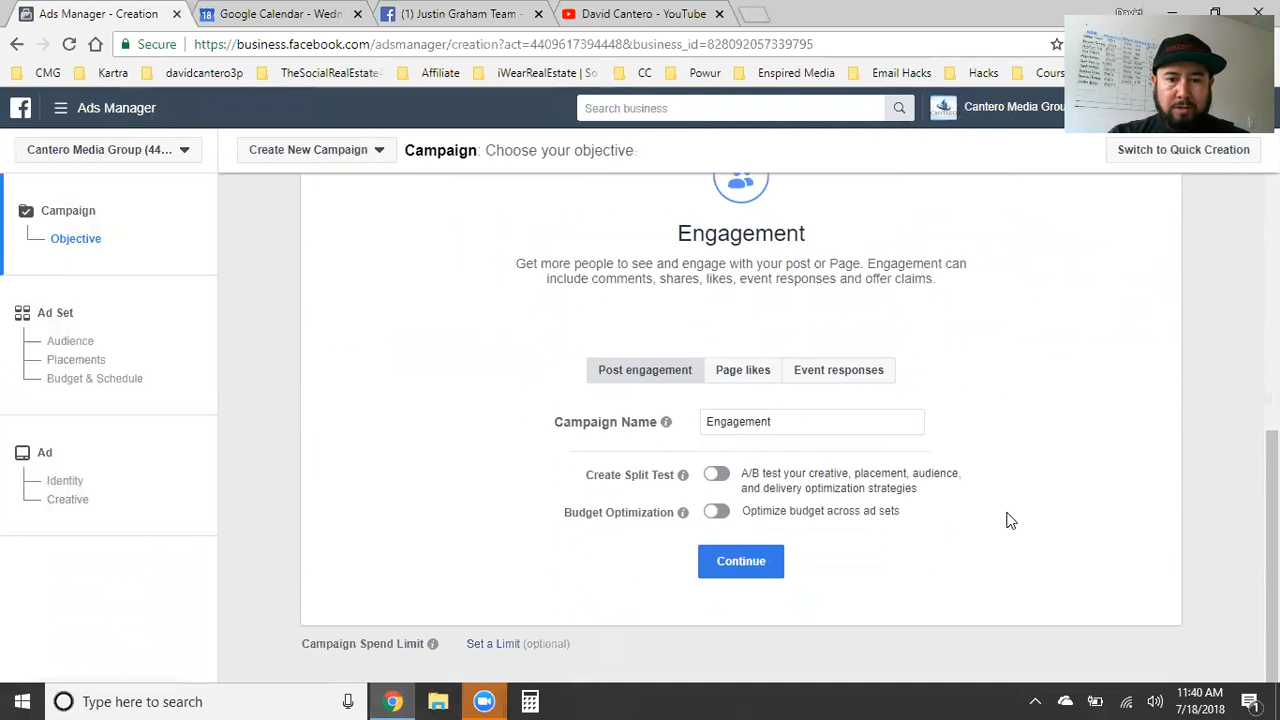 Ads Manager - Creation
Google Calendar - Wedn
(1) Justin Graham Team -
David Cantero - YouTube
Secure
https://business.facebook.com/adsmanager/creation?act=4409617394448&business_id=828092057339795
CMG
Kartra
davidcantero3p
TheSocialRealEstate
iWearRealEstate | Sp
Powur
Inspired Media
Email Hacks
Hacks
Cours
Ads Manager
Search business
Cantero Media Grou
Cantero Media Group (44...
Create New Campaign
Campaign: Choose your objective.
Switch to Quick Creation
Campaign
Objective
Ad Set
Audience
Placements
Budget & Schedule
Ad
Identity
Creative
Engagement
Get more people to see and engage with your post or Page. Engagement can
include comments, shares, likes, event responses and offer claims.
Post engagement
Page likes
Event responses
Campaign Name
Engagement
Create Split Test
A/B test your creative, placement, audience,
and delivery optimization strategies
Budget Optimization
Optimize budget across ad sets
Continue
Campaign Spend Limit
Set a Limit (optional)
Type here to search
11:40 AM
7/18/2018